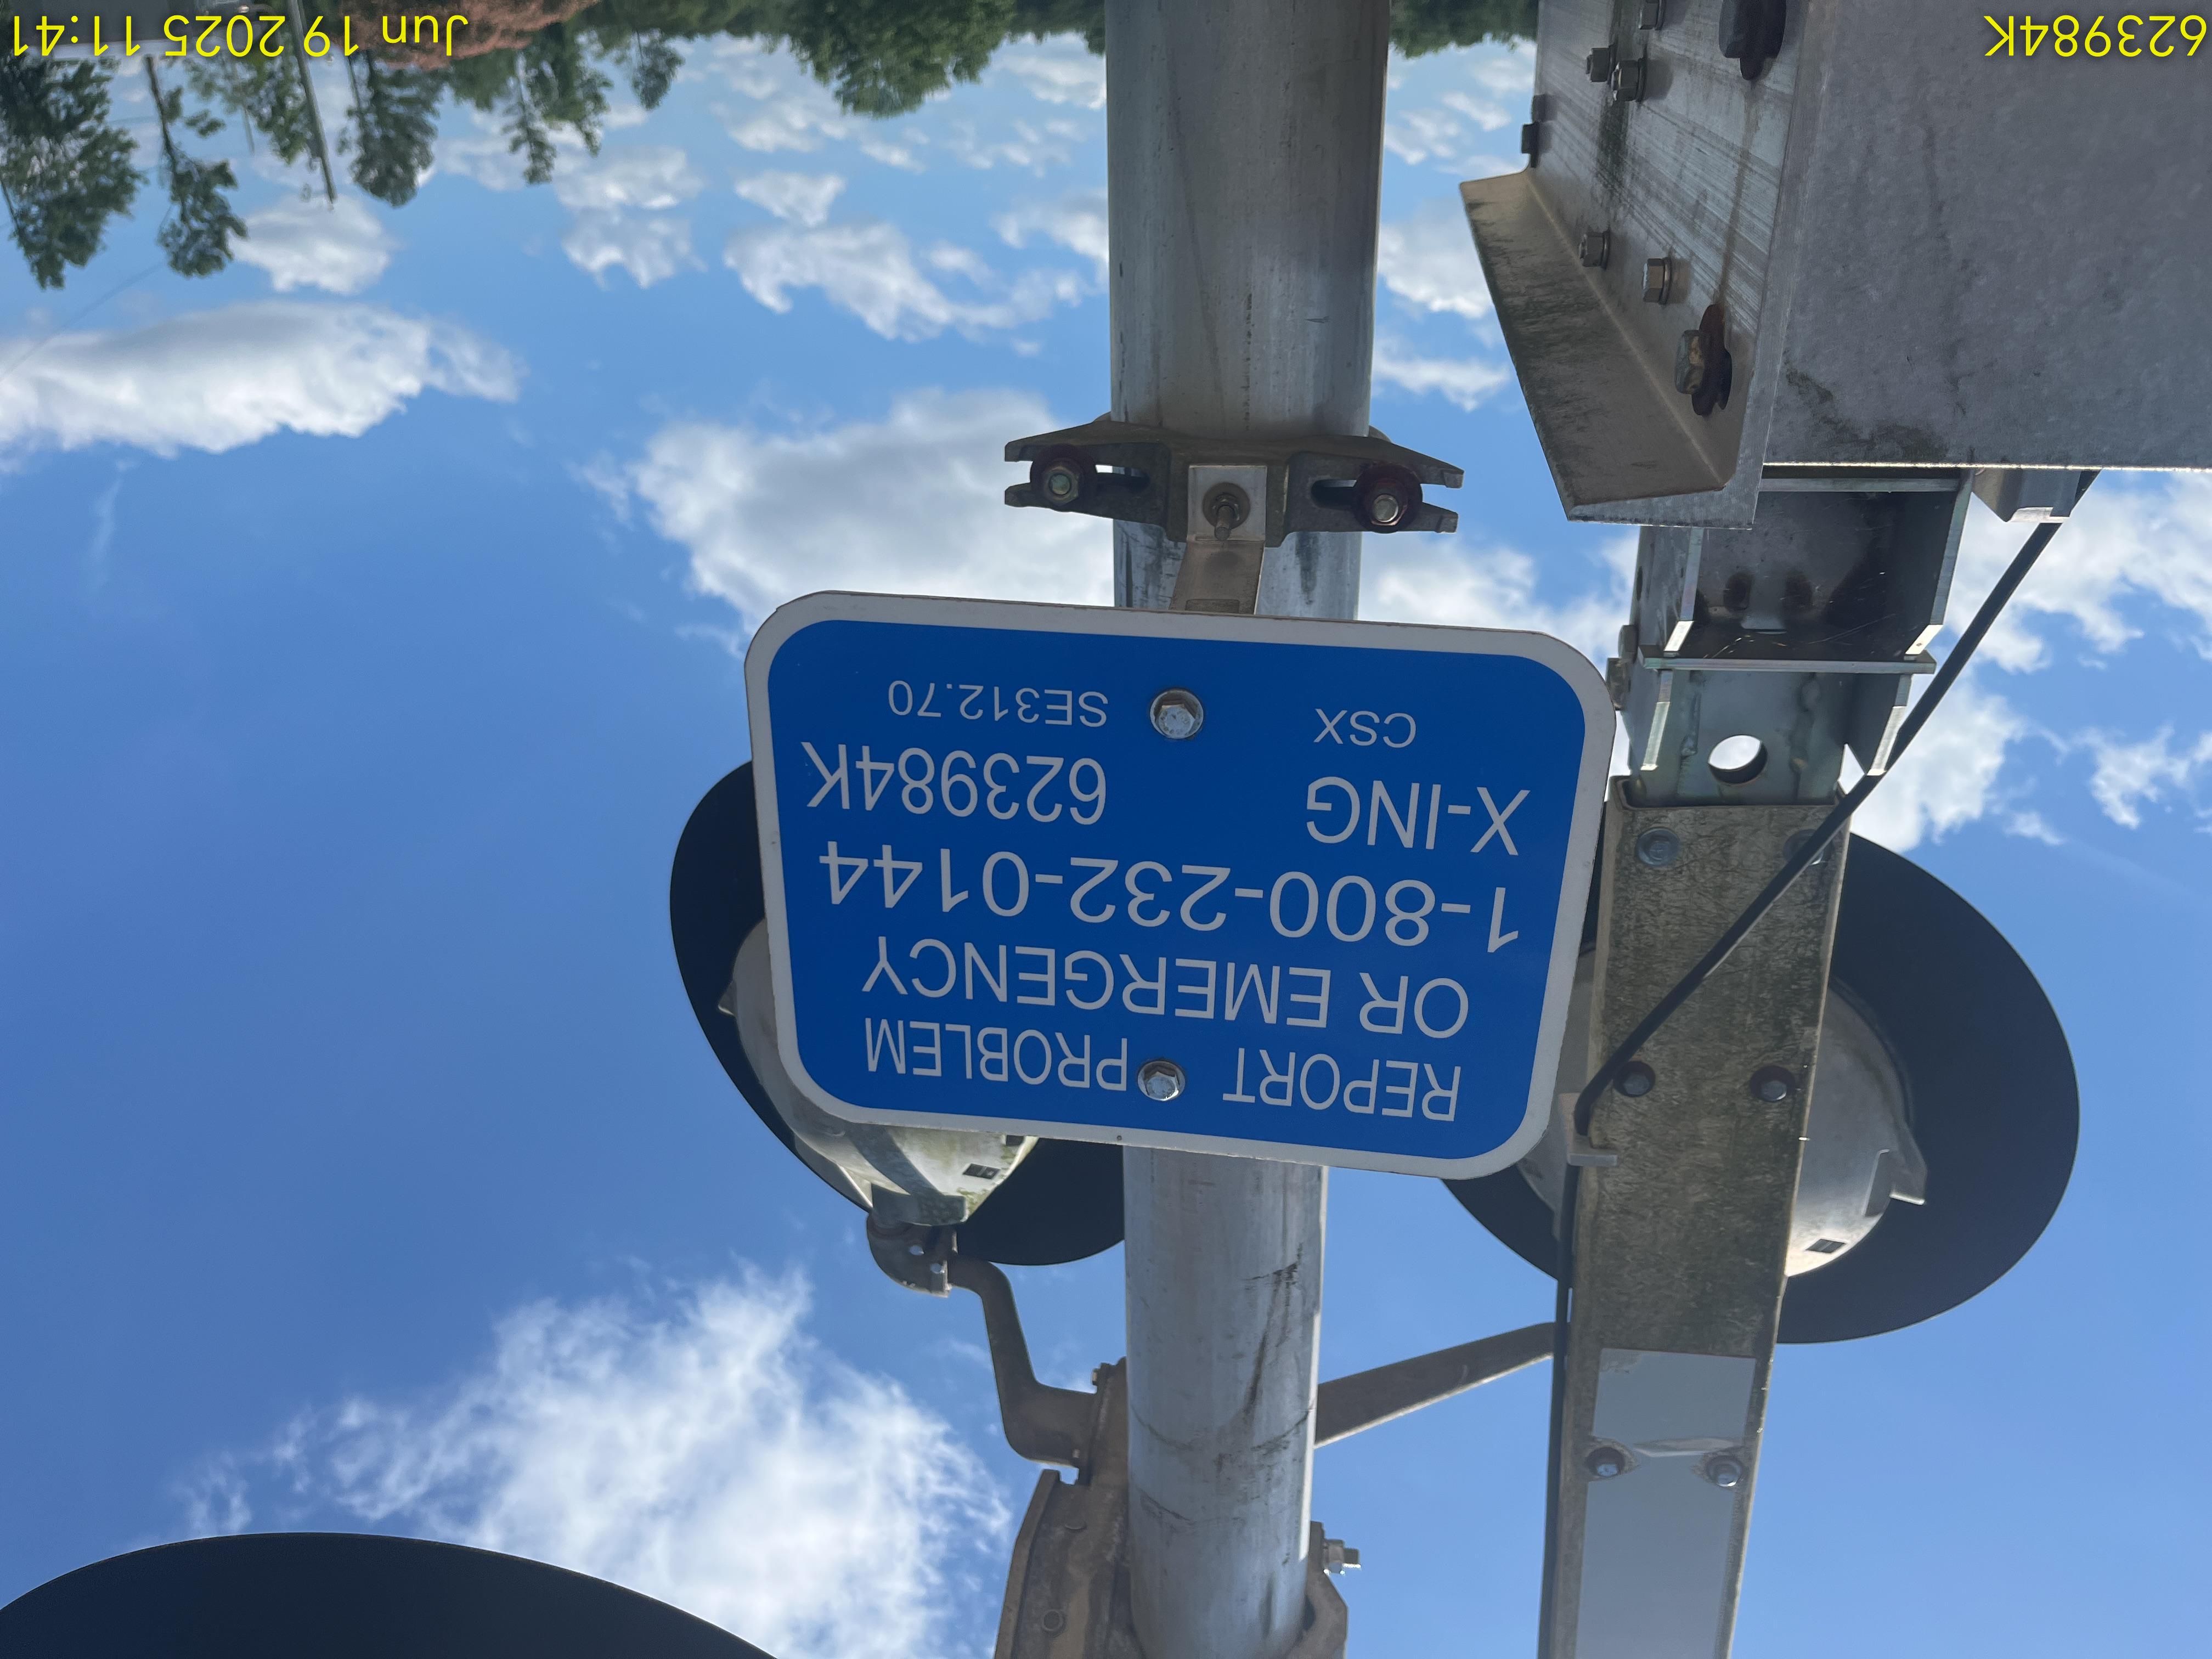 REPORT PROBLEM
OR EMERGENCY
1-800-232-0144
X-ING 623984K
CSX SE312.70
623984K
Jun 19 2025 11:41